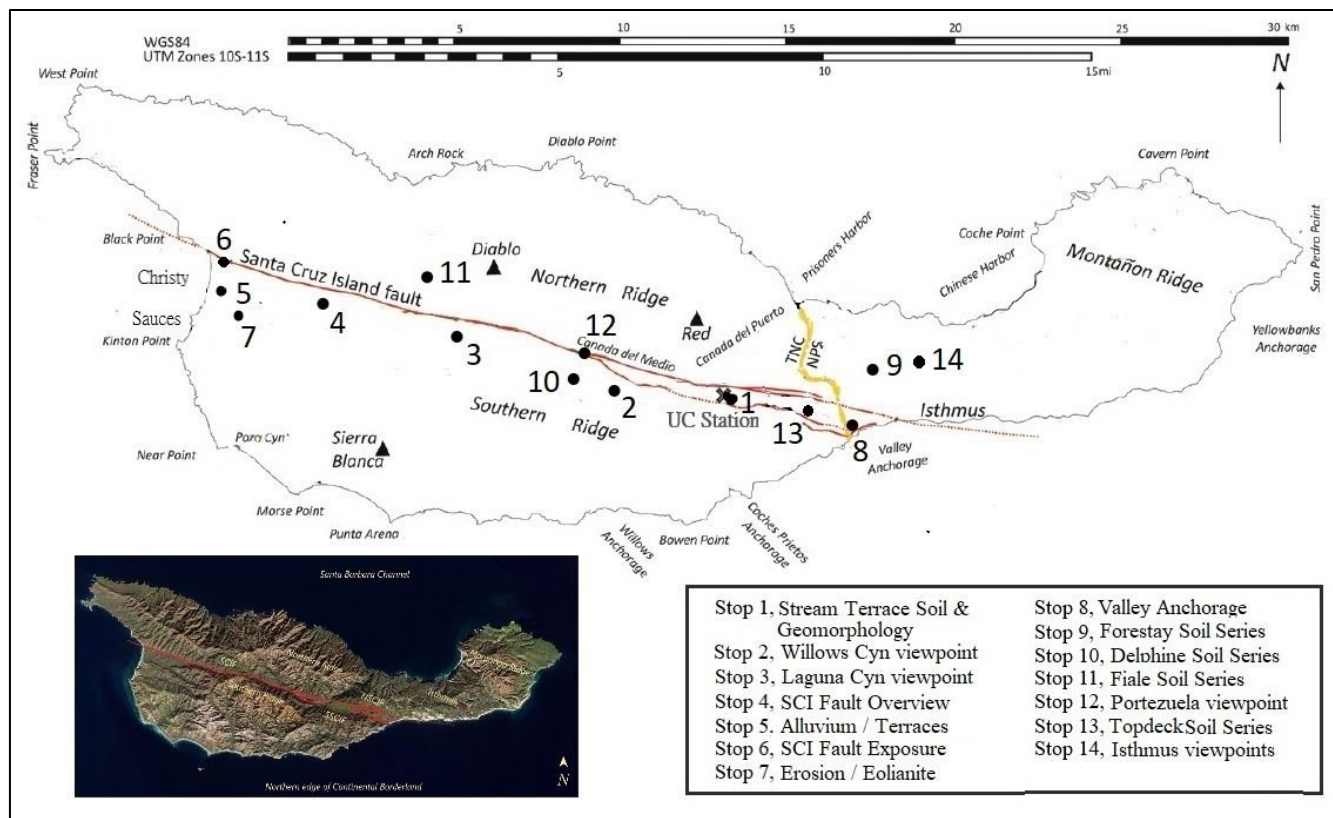 5 10 15 20 25 30 km
WGS84
UTM Zones 10S-11S
5 10 15mi
N
West Point
Fraser Point
Arch Rock
Diablo Point
Cavern Point
Prisoners Harbor
Coche Point
Chinese Harbor
San Pedro Point
Black Point
6
Santa Cruz Island fault
11
Diablo
Northern Ridge
Montañon Ridge
Christy
5
4
Sauces
7
Kinton Point
3
12
Canada del Medio
Red
Canada del Puerto
TNC
NPS
9
14
Yellowbanks
Anchorage
10
2
Southern Ridge
1
UC Station
13
8
Isthmus
Valley
Anchorage
Near Point
Poza Cyn'
Sierra
Blanca
Morse Point
Punta Arena
Willows
Anchorage
Bowen Point
Coches Prietos
Anchorage
Santa Barbara Channel
SCIF
Isthmus
N
Northern edge of Continental Borderland
Stop 1, Stream Terrace Soil &
Geomorphology
Stop 2, Willows Cyn viewpoint
Stop 3, Laguna Cyn viewpoint
Stop 4, SCI Fault Overview
Stop 5. Alluvium / Terraces
Stop 6, SCI Fault Exposure
Stop 7, Erosion / Eolianite
Stop 8, Valley Anchorage
Stop 9, Forestay Soil Series
Stop 10, Delphine Soil Series
Stop 11, Fiale Soil Series
Stop 12, Portezuela viewpoint
Stop 13, TopdeckSoil Series
Stop 14, Isthmus viewpoints